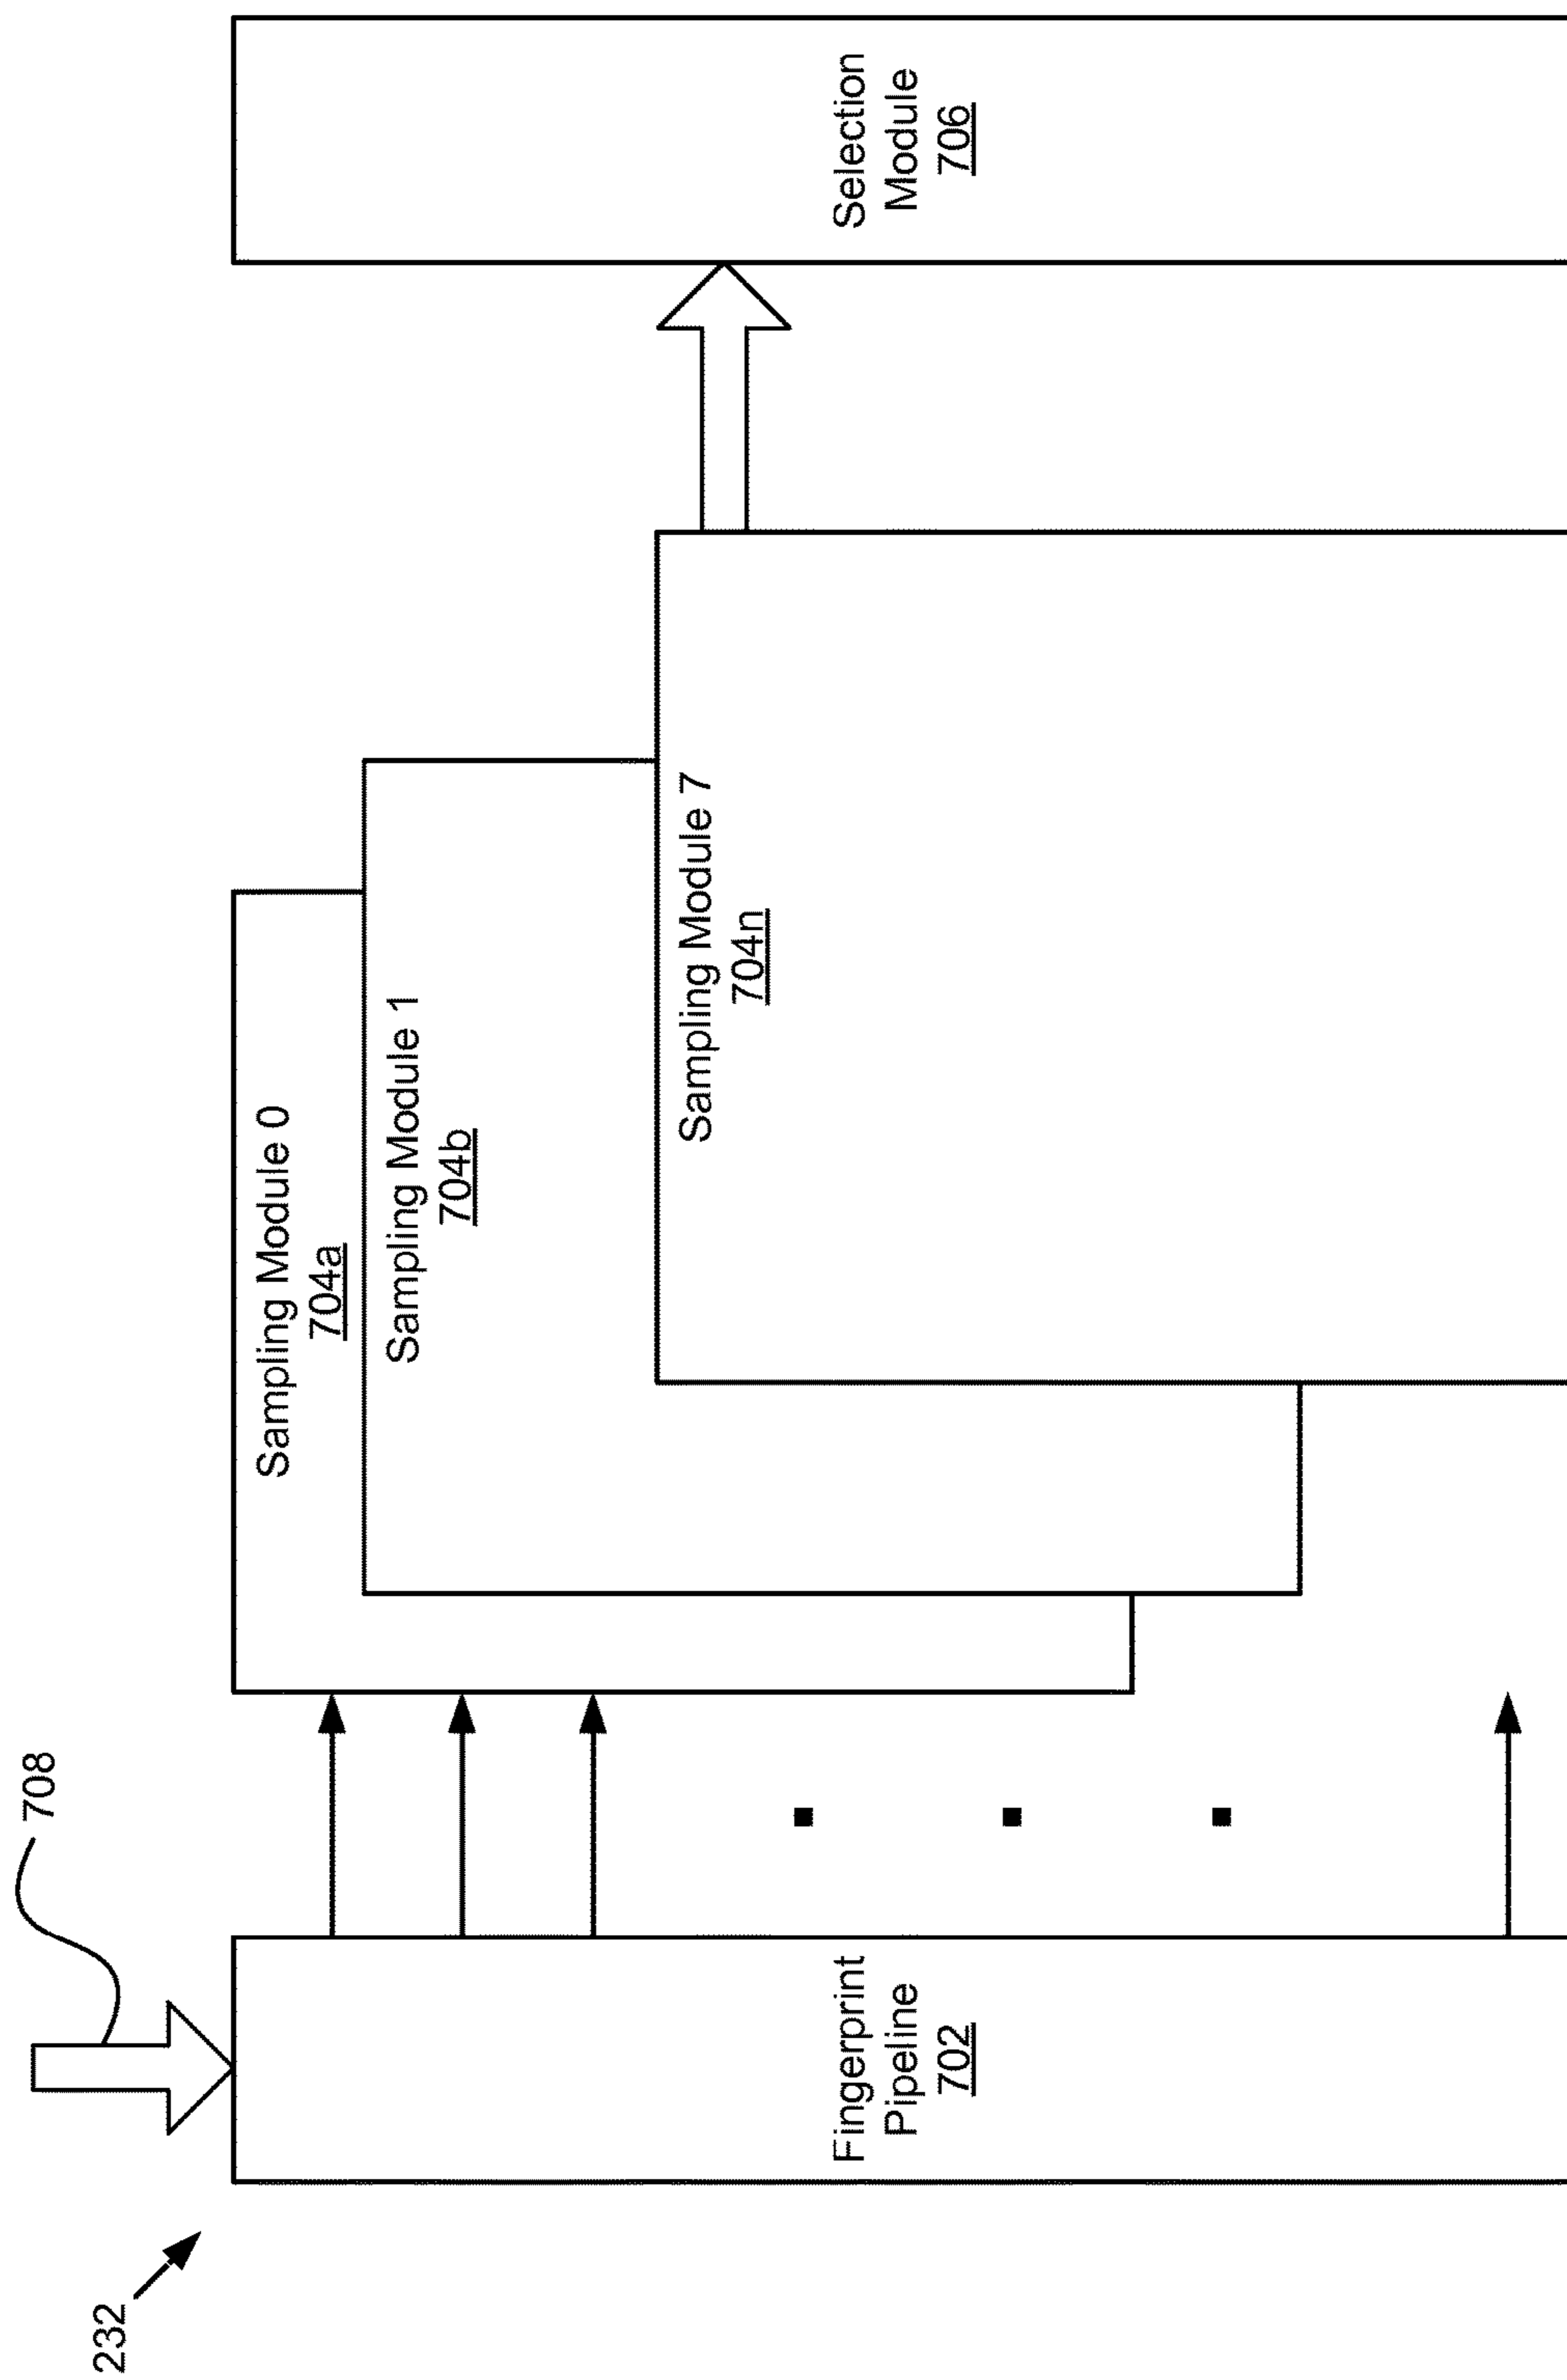 232
708
Fingerprint
Pipeline
702
Sampling Module 0
704a
Sampling Module 1
704b
Sampling Module 7
704n
Selection
Module
706